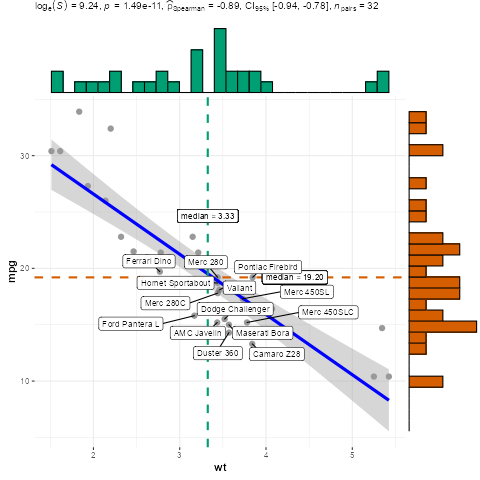 logₑ(S) = 9.24, p = 1.49e-11, ρ̂Spearman = -0.89, CI95% [-0.94, -0.78], npairs = 32
median = 3.33
Ferrari Dino
Merc 280
Pontiac Firebird
median = 19.20
Hornet Sportabout
Valiant
Merc 450SL
Merc 280C
Dodge Challenger
Merc 450SLC
Ford Pantera L
AMC Javelin
Maserati Bora
Duster 360
Camaro Z28
mpg
30
20
10
2
3
4
5
wt